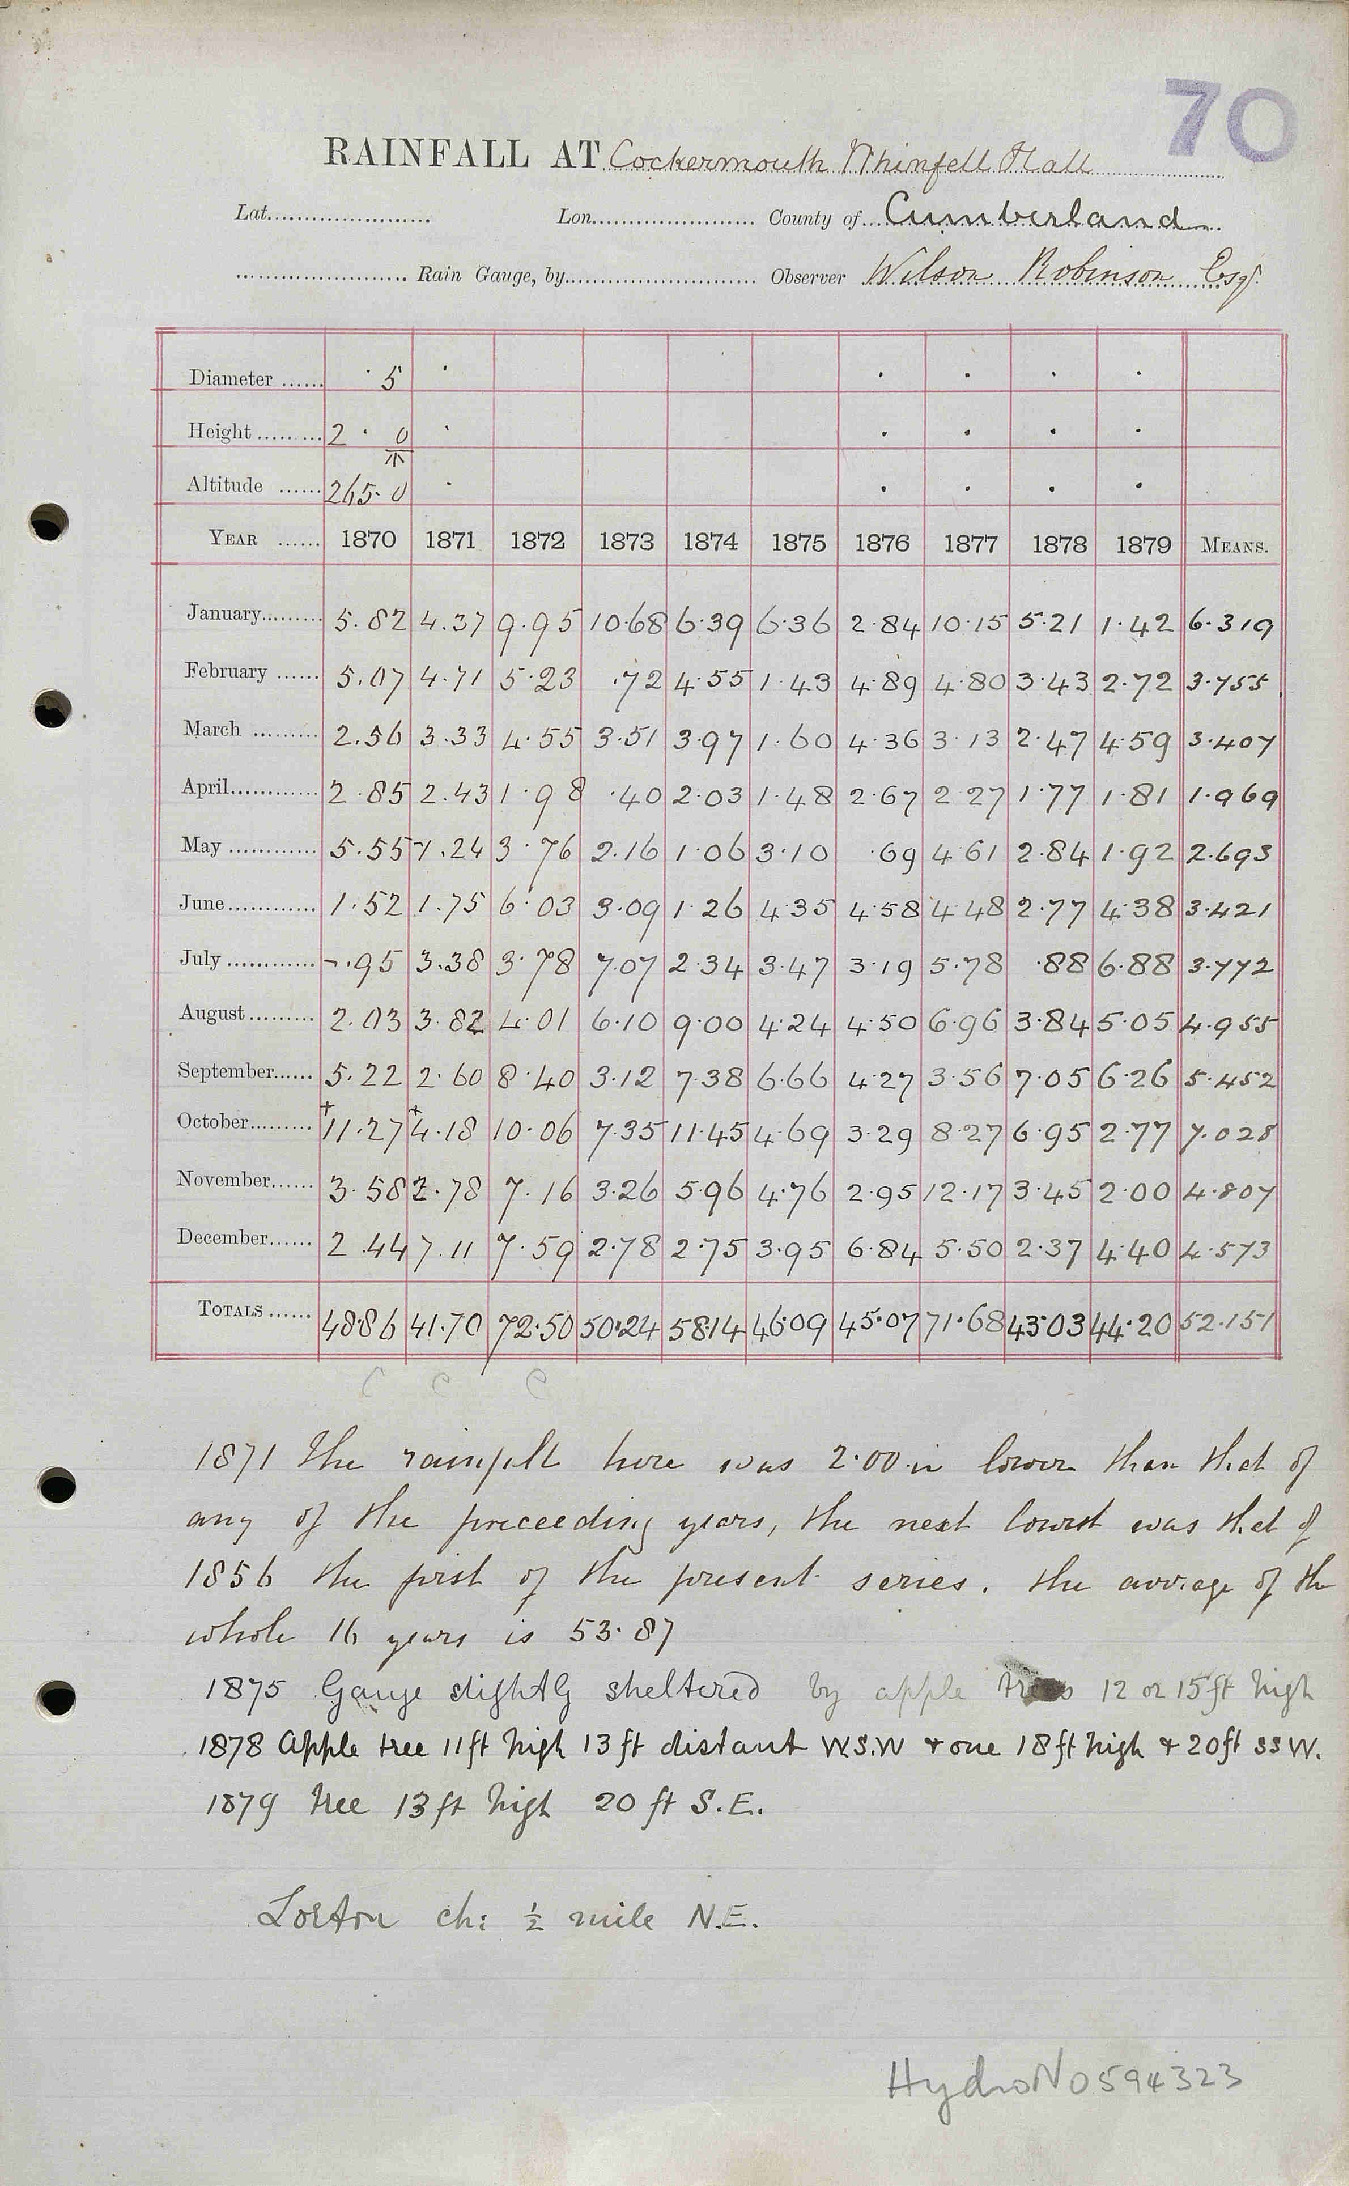 70
RAINFALL AT Cockermouth Whinfell Hall
Lat. Lon. County of Cumberland
Rain Gauge, by Observer Wilson Robinson Esqr
Diameter 5
Height 2 · 0
Altitude 265·0
YEAR 1870 1871 1872 1873 1874 1875 1876 1877 1878 1879 MEANS.
January 5.82 4.37 9.95 10.68 6.39 6.36 2.84 10.15 5.21 1.42 6.319
February 5.07 4.71 5.23 .72 4.55 1.43 4.89 4.80 3.43 2.72 3.755
March 2.56 3.33 4.55 3.51 3.97 1.60 4.36 3.13 2.47 4.59 3.407
April 2.85 2.43 1.98 .40 2.03 1.48 2.67 2.27 1.77 1.81 1.969
May 5.55 1.24 3.76 2.16 1.06 3.10 .69 4.61 2.84 1.92 2.693
June 1.52 1.75 6.03 3.09 1.26 4.35 4.58 4.48 2.77 4.38 3.421
July .95 3.38 3.78 7.07 2.34 3.47 3.19 5.78 .88 6.88 3.772
August 2.03 3.82 4.01 6.10 9.00 4.24 4.50 6.96 3.84 5.05 4.955
September 5.22 2.60 8.40 3.12 7.38 6.66 4.27 3.56 7.05 6.26 5.452
October +11.27 +4.18 10.06 7.35 11.45 4.69 3.29 8.27 6.95 2.77 7.028
November 3.58 2.78 7.16 3.26 5.96 4.76 2.95 12.17 3.45 2.00 4.807
December 2.44 7.11 7.59 2.78 2.75 3.95 6.84 5.50 2.37 4.40 4.573
TOTALS 48.86 41.70 72.50 50.24 58.14 46.09 45.07 71.68 43.03 44.20 52.151
C C C
1871 The rainfall here was 2.00 in lower than that of
any of the preceeding years, the next lowest was that of
1856 the first of the present series. The average of the
whole 16 years is 53.87
1875 Gauge slightly sheltered by apple trees 12 or 15 ft high
1878 Apple tree 11 ft high 13 ft distant W.S.W + one 18 ft high + 20 ft SSW.
1879 tree 13 ft high 20 ft S.E.
Lorton ch: ½ mile N.E.
Hydro No 594323